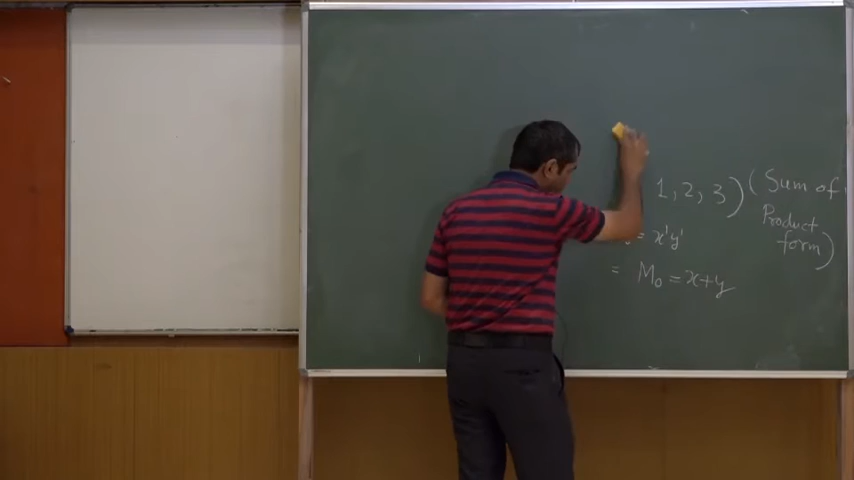 1, 2, 3) (Sum of
Product
form)
= x'y'
= M₀ = x+y